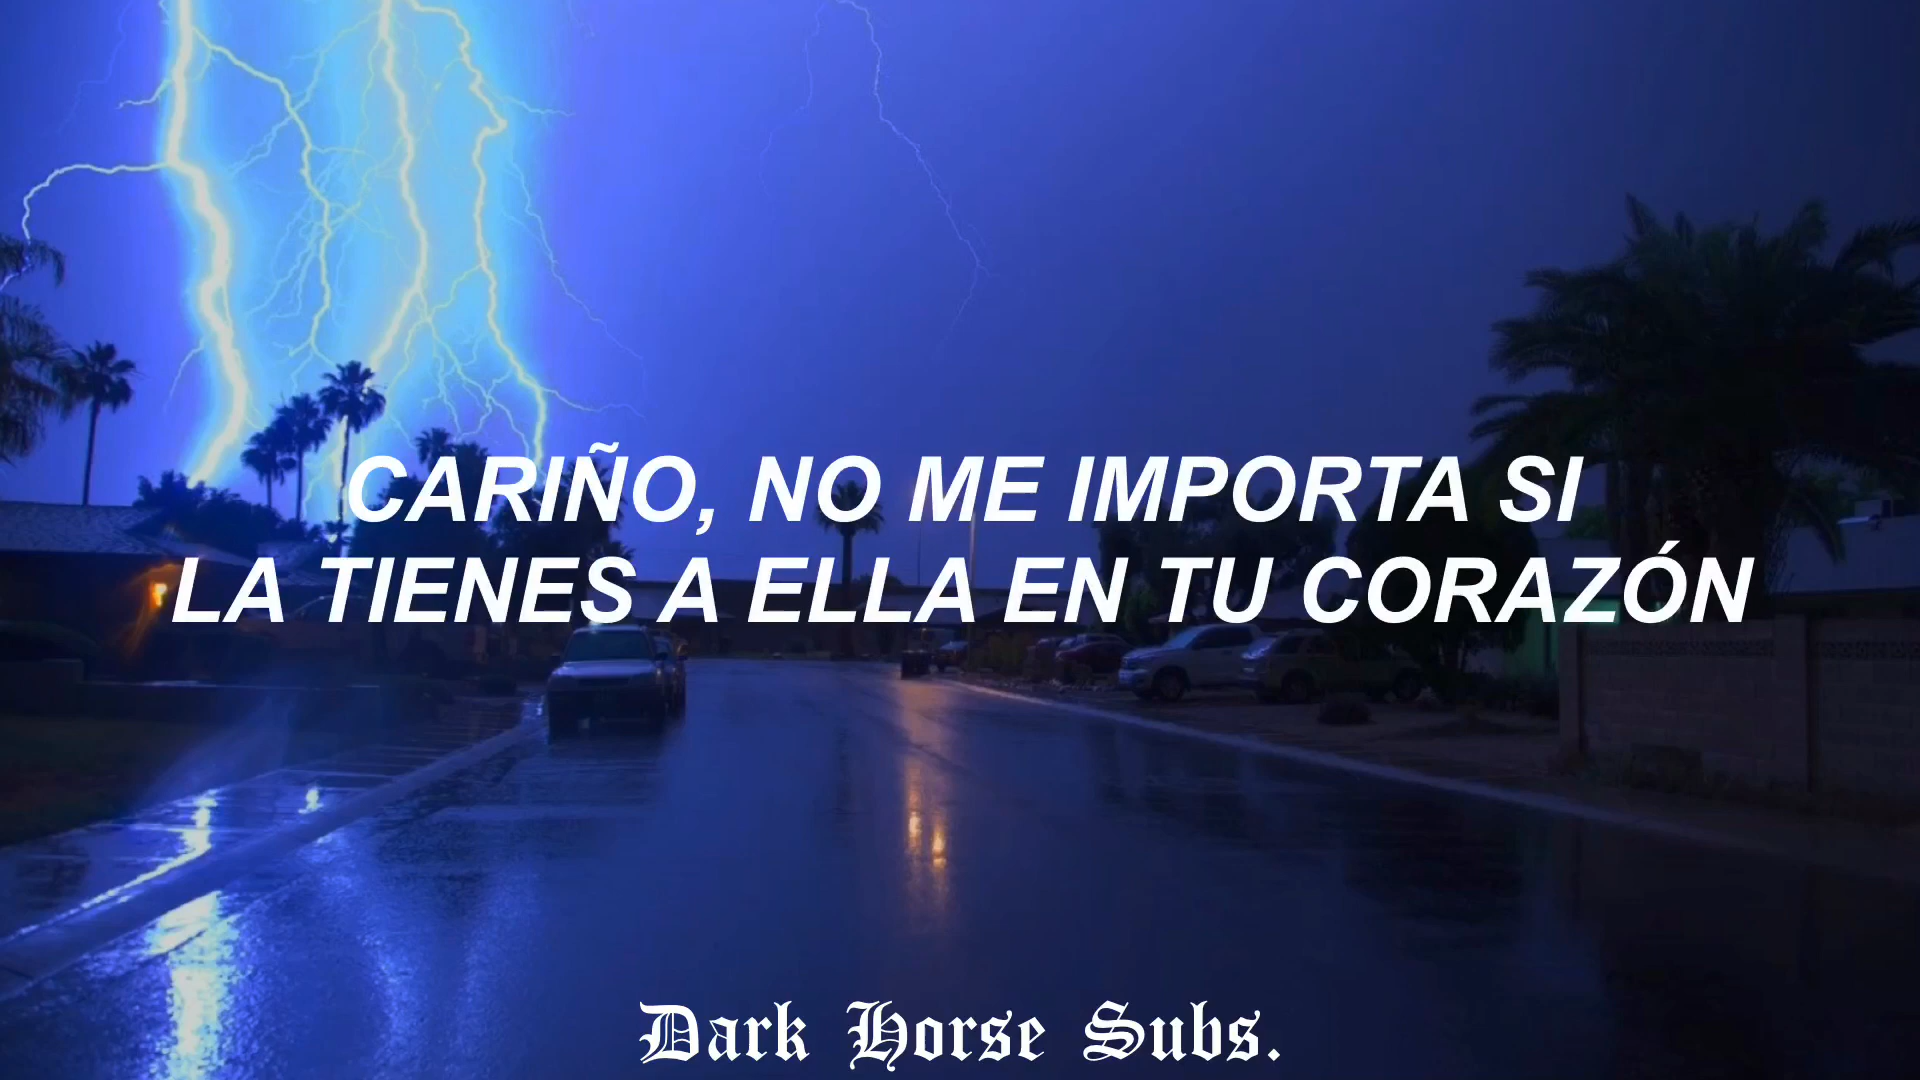 CARIÑO, NO ME IMPORTA SI
LA TIENES A ELLA EN TU CORAZÓN
Dark Horse Subs.